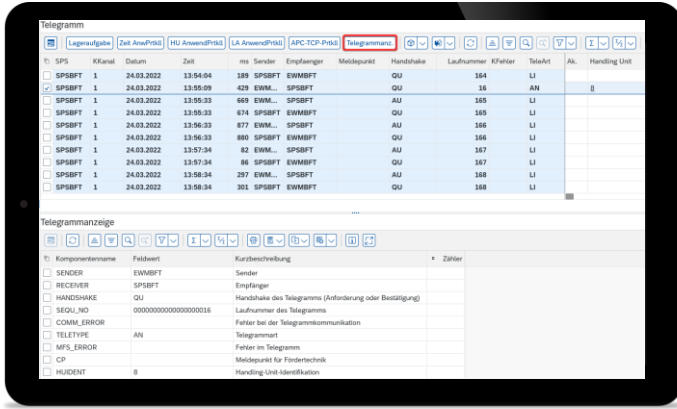 Telegramm
Lageraufgabe Zeit AnwPrtkll HU AnwendPrtkll LA AnwendPrtkll APC-TCP-Prtkll Telegrammanz.
SPS KKanal Datum Zeit ms Sender Empfaenger Meldepunkt Handshake Laufnummer KFehler TeleArt Ak. Handling Unit
SPSBFT 1 24.03.2022 13:54:04 189 SPSBFT EWMBFT QU 164 LI
SPSBFT 1 24.03.2022 13:55:09 429 EWM... SPSBFT QU 16 AN 8
SPSBFT 1 24.03.2022 13:55:33 669 EWM... SPSBFT AU 165 LI
SPSBFT 1 24.03.2022 13:55:33 674 SPSBFT EWMBFT QU 165 LI
SPSBFT 1 24.03.2022 13:56:33 877 EWM... SPSBFT AU 166 LI
SPSBFT 1 24.03.2022 13:56:33 880 SPSBFT EWMBFT QU 166 LI
SPSBFT 1 24.03.2022 13:57:34 82 EWM... SPSBFT AU 167 LI
SPSBFT 1 24.03.2022 13:57:34 86 SPSBFT EWMBFT QU 167 LI
SPSBFT 1 24.03.2022 13:58:34 297 EWM... SPSBFT AU 168 LI
SPSBFT 1 24.03.2022 13:58:34 301 SPSBFT EWMBFT QU 168 LI
Telegrammanzeige
Komponentenname Feldwert Kurzbeschreibung Zähler
SENDER EWMBFT Sender
RECEIVER SPSBFT Empfänger
HANDSHAKE QU Handshake des Telegramms (Anforderung oder Bestätigung)
SEQU_NO 00000000000000000016 Laufnummer des Telegramms
COMM_ERROR Fehler bei der Telegrammkommunikation
TELETYPE AN Telegrammart
MFS_ERROR Fehler im Telegramm
CP Meldepunkt für Fördertechnik
HUIDENT 8 Handling-Unit-Identifikation